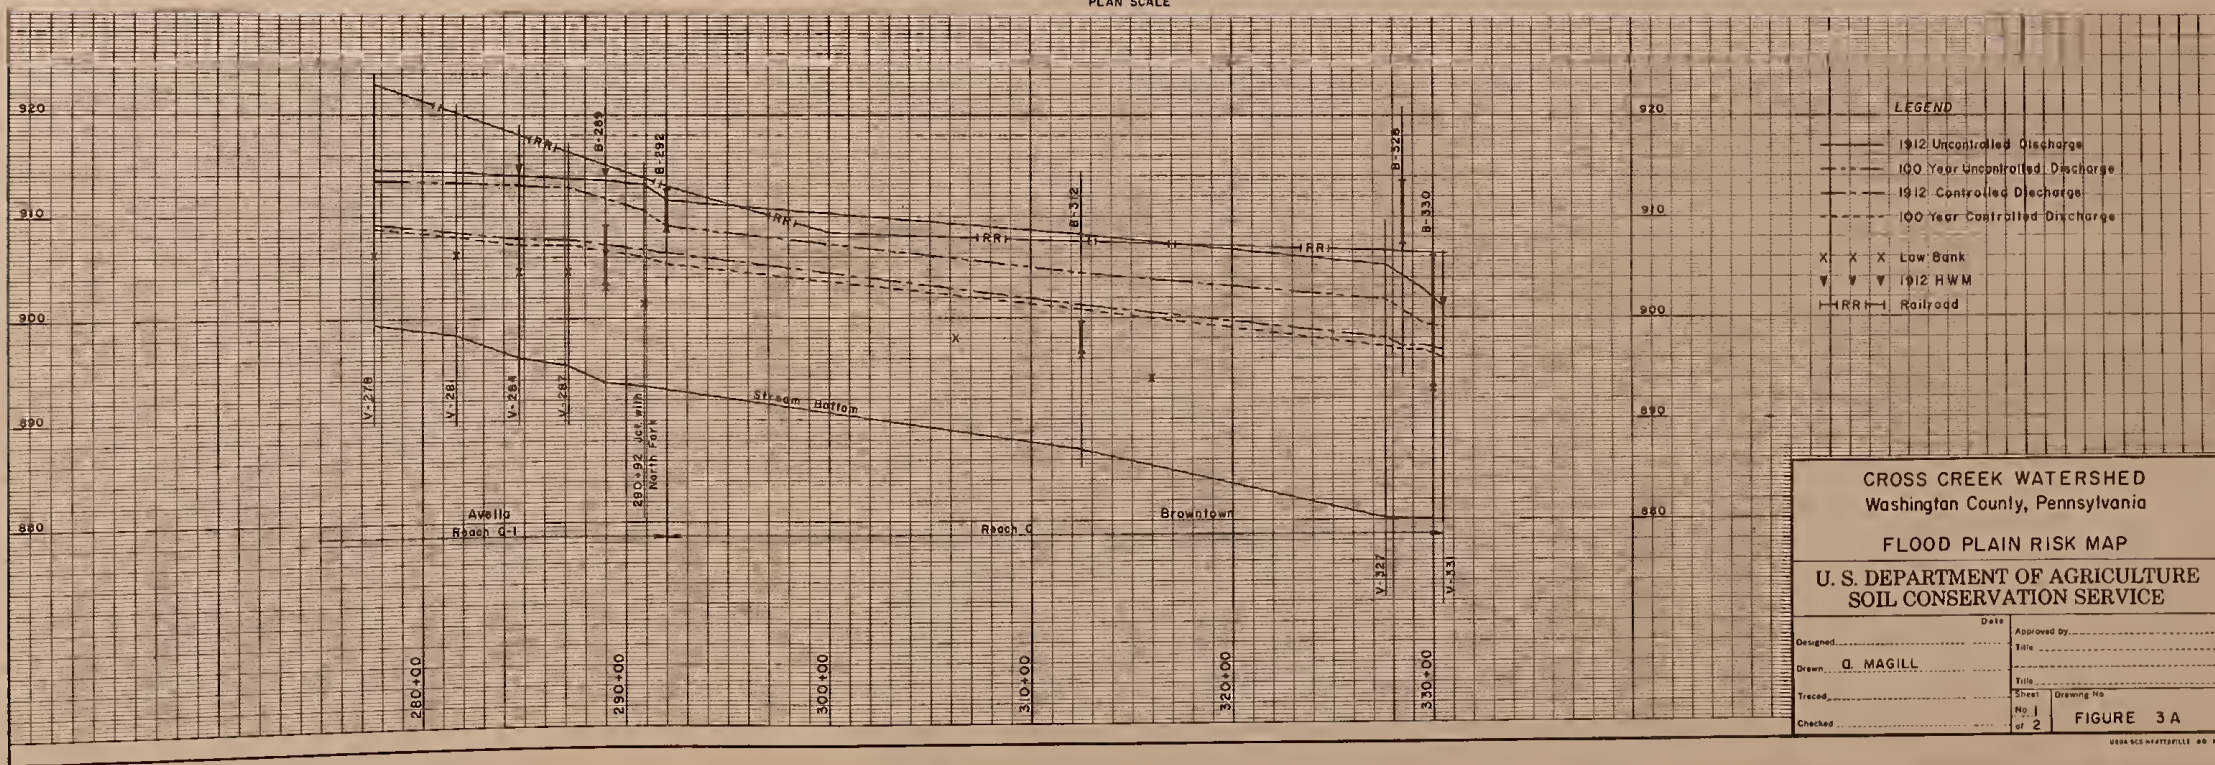 PLAN SCALE
920
910
900
890
880
V-278
V-281
V-284
V-287
B-289
290+92 Jct. with
North Fork
B-292
B-312
B-328
B-330
V-327
V-331
RR
RR
RR
RR
Stream Bottom
Avella
Reach C-1
Reach C
Browntown
280+00
290+00
300+00
310+00
320+00
330+00
920
910
900
890
880
LEGEND
1912 Uncontrolled Discharge
100 Year Uncontrolled Discharge
1912 Controlled Discharge
100 Year Controlled Discharge
X X X Low Bank
1912 HWM
RR Railroad
CROSS CREEK WATERSHED
Washington County, Pennsylvania
FLOOD PLAIN RISK MAP
U. S. DEPARTMENT OF AGRICULTURE
SOIL CONSERVATION SERVICE
Date
Designed
Drawn A. MAGILL
Traced
Checked
Approved by
Title
Title
Sheet
No 1
of 2
Drawing No
FIGURE 3A